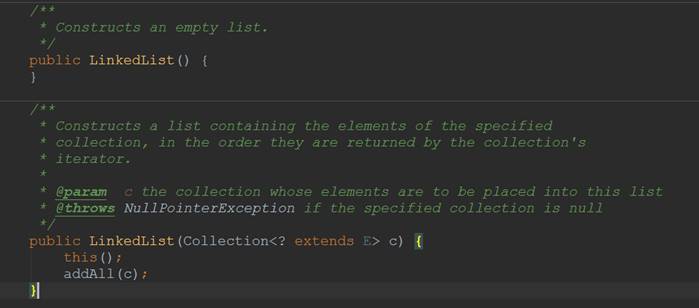 /**
 * Constructs an empty list.
 */
public LinkedList() {
}
/**
 * Constructs a list containing the elements of the specified
 * collection, in the order they are returned by the collection's
 * iterator.
 *
 * @param  c the collection whose elements are to be placed into this list
 * @throws NullPointerException if the specified collection is null
 */
public LinkedList(Collection<? extends E> c) {
    this();
    addAll(c);
}